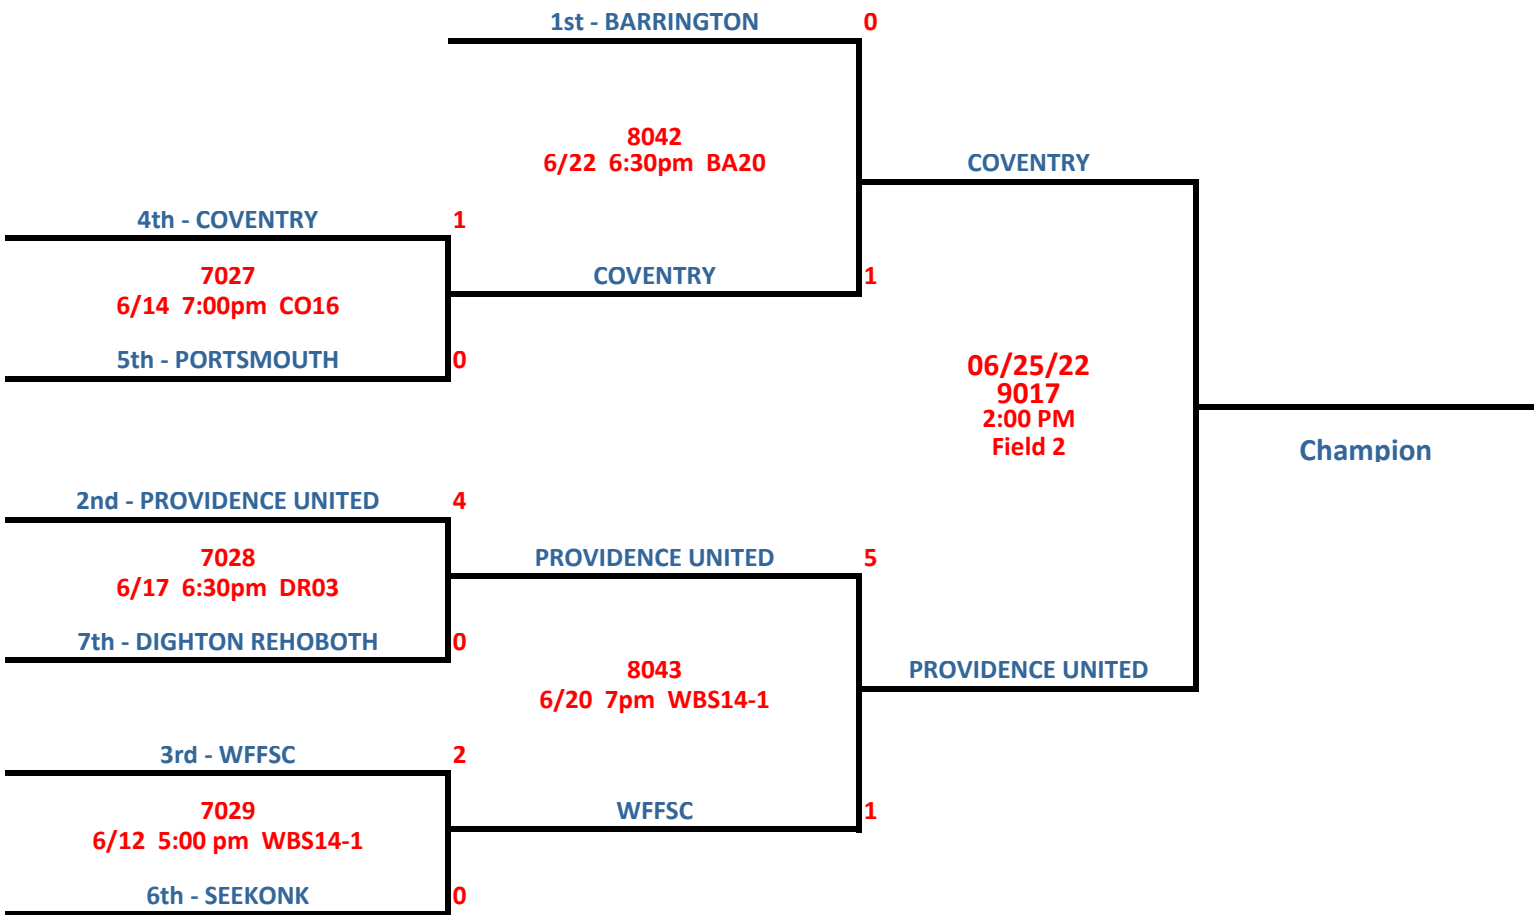 1st - BARRINGTON 0
8042
6/22 6:30pm BA20
COVENTRY
4th - COVENTRY 1
7027
6/14 7:00pm CO16
COVENTRY 1
5th - PORTSMOUTH 0
06/25/22
9017
2:00 PM
Field 2
Champion
2nd - PROVIDENCE UNITED 4
7028
6/17 6:30pm DR03
PROVIDENCE UNITED 5
7th - DIGHTON REHOBOTH 0
8043
6/20 7pm WBS14-1
PROVIDENCE UNITED
3rd - WFFSC 2
7029
6/12 5:00 pm WBS14-1
WFFSC 1
6th - SEEKONK 0